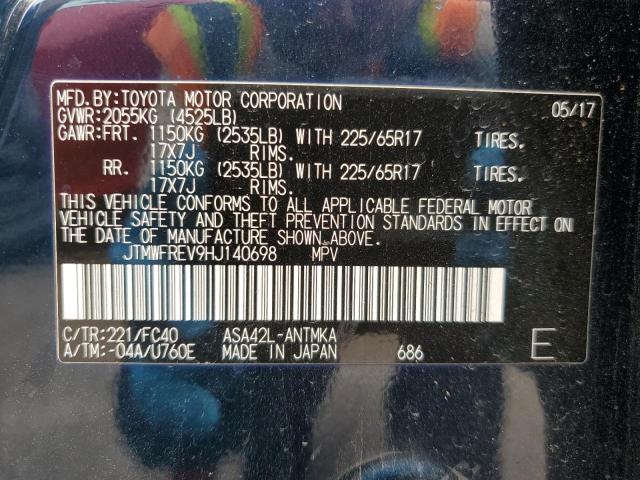 MFD.BY:TOYOTA MOTOR CORPORATION 05/17
GVWR:2055KG (4525LB)
GAWR:FRT. 1150KG (2535LB) WITH 225/65R17 TIRES.
17X7J RIMS.
RR. 1150KG (2535LB) WITH 225/65R17 TIRES.
17X7J RIMS.
THIS VEHICLE CONFORMS TO ALL APPLICABLE FEDERAL MOTOR
VEHICLE SAFETY AND THEFT PREVENTION STANDARDS IN EFFECT ON
THE DATE OF MANUFACTURE SHOWN ABOVE.
JTMWFREV9HJ140698 MPV
C/TR:221/FC40 ASA42L-ANTMKA
A/TM:-04A/U760E MADE IN JAPAN 686 E